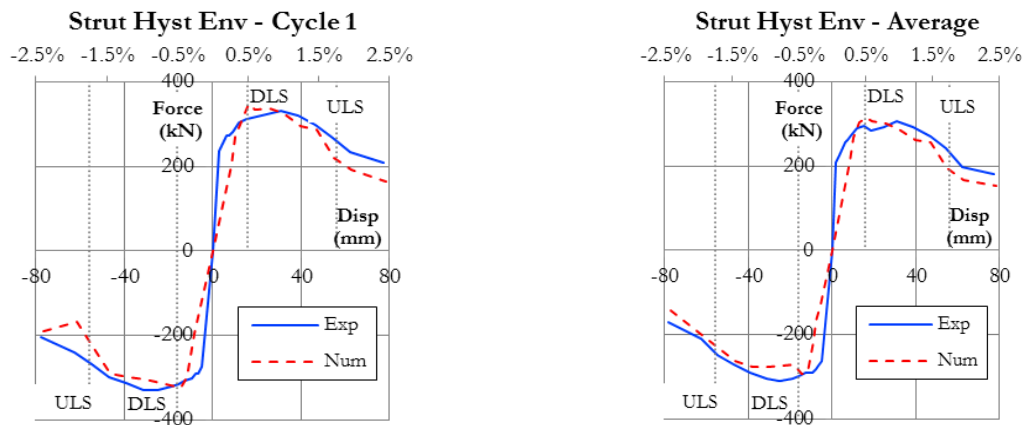 Strut Hyst Env - Cycle 1
-2.5% -1.5% -0.5% 0.5% 1.5% 2.5%
400
Force
(kN)
DLS
ULS
200
Disp
(mm)
0
-80 -40 0 40 80
-200
Exp
Num
ULS DLS
-400
Strut Hyst Env - Average
-2.5% -1.5% -0.5% 0.5% 1.5% 2.5%
400
Force
(kN)
DLS
ULS
200
Disp
(mm)
0
-80 -40 0 40 80
-200
Exp
Num
ULS DLS
-400